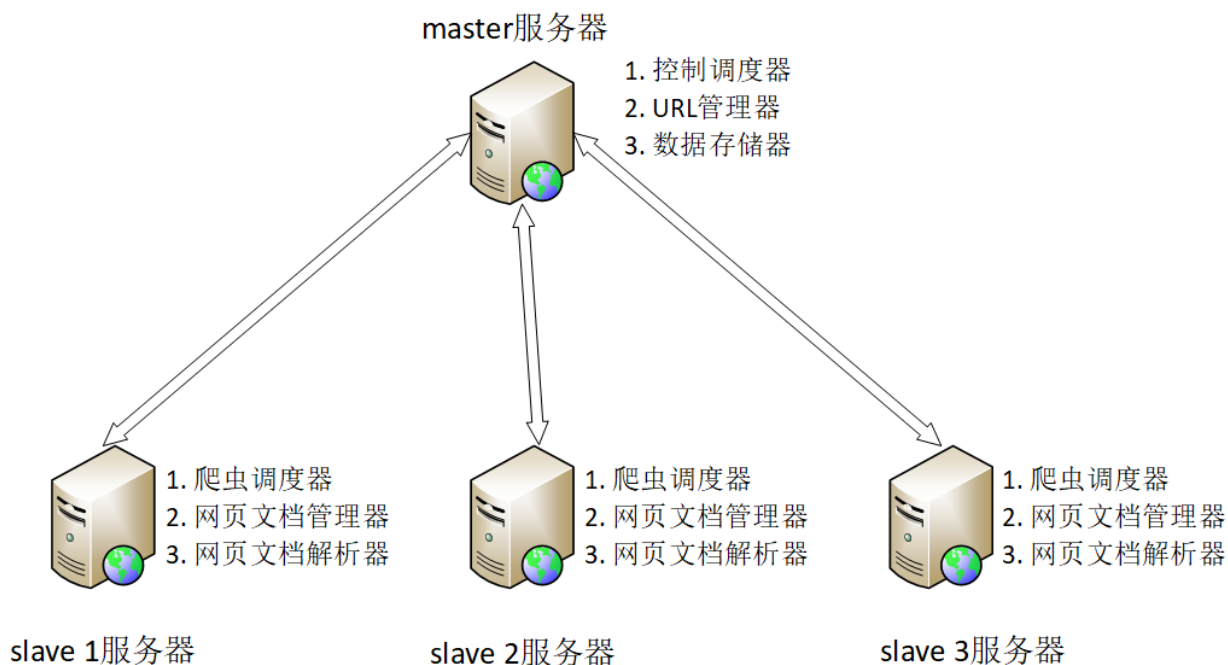 master服务器
1. 控制调度器
2. URL管理器
3. 数据存储器
1. 爬虫调度器
2. 网页文档管理器
3. 网页文档解析器
slave 1服务器
1. 爬虫调度器
2. 网页文档管理器
3. 网页文档解析器
slave 2服务器
1. 爬虫调度器
2. 网页文档管理器
3. 网页文档解析器
slave 3服务器